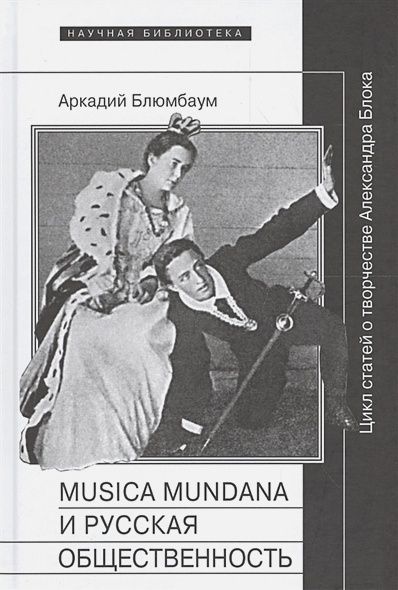 НАУЧНАЯ БИБЛИОТЕКА
Аркадий Блюмбаум
Цикл статей о творчестве Александра Блока
MUSICA MUNDANA
И РУССКАЯ
ОБЩЕСТВЕННОСТЬ